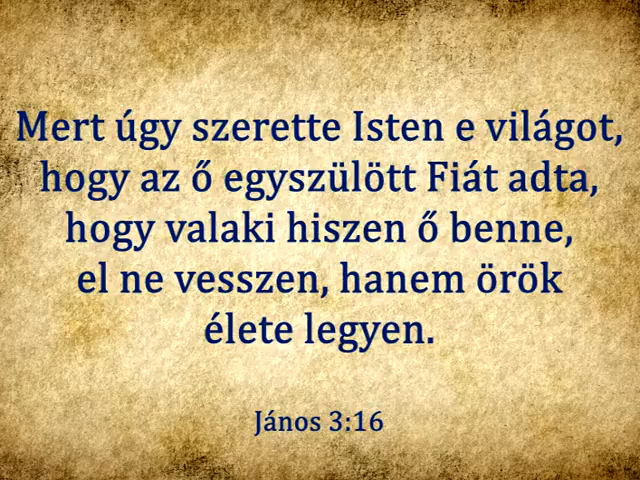 Mert úgy szerette Isten e világot,
hogy az ő egyszülött Fiát adta,
hogy valaki hiszen ő benne,
el ne vesszen, hanem örök
élete legyen.
János 3:16